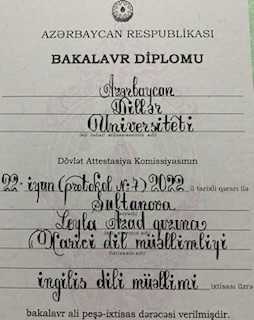 AZƏRBAYCAN RESPUBLİKASI
BAKALAVR DİPLOMU
Azərbaycan
Dillər
Universiteti
Dövlət Attestasiya Komissiyasının
22 iyun (protokol № 7) 2022 il tarixli qərarı ilə
Sultanova
Leyla Azad qızına
Xarici dil müəllimliyi
ingilis dili müəllimi ixtisası üzrə
bakalavr ali peşə-ixtisas dərəcəsi verilmişdir.